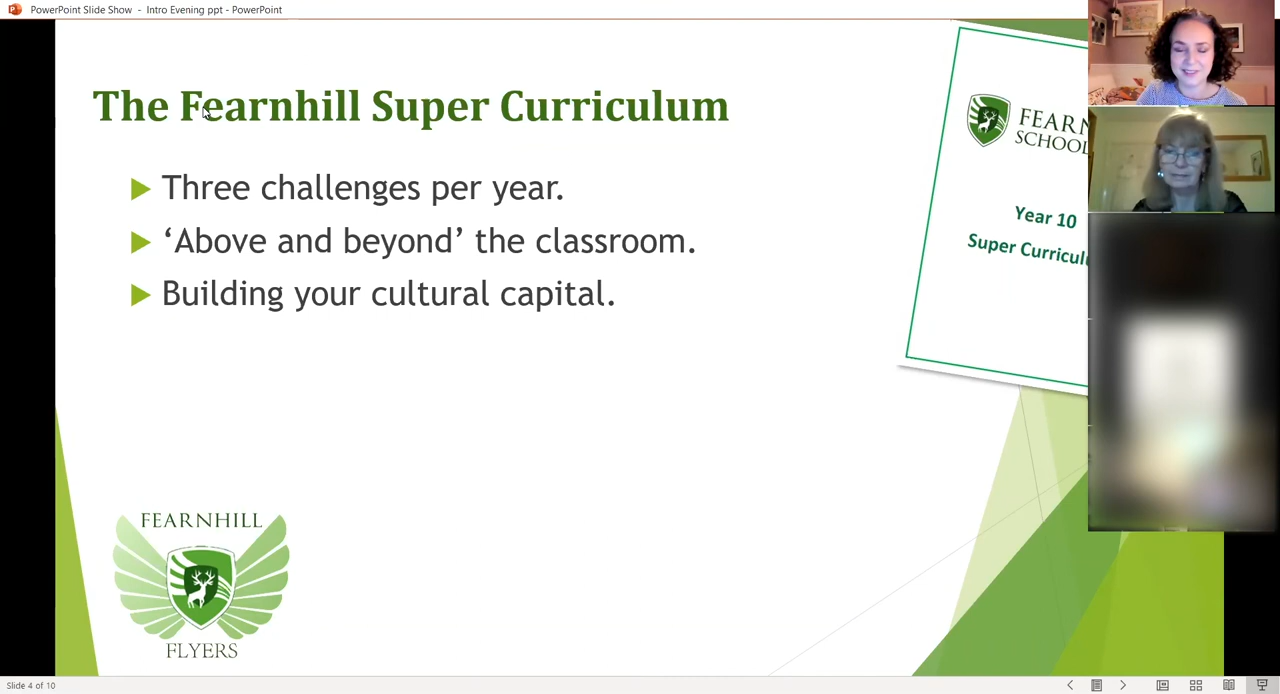 PowerPoint Slide Show - Intro Evening ppt - PowerPoint
The Fearnhill Super Curriculum
Three challenges per year.
‘Above and beyond’ the classroom.
Building your cultural capital.
FEARN
SCHOOL
Year 10
Super Curricul
FEARNHILL
FLYERS
Slide 4 of 10